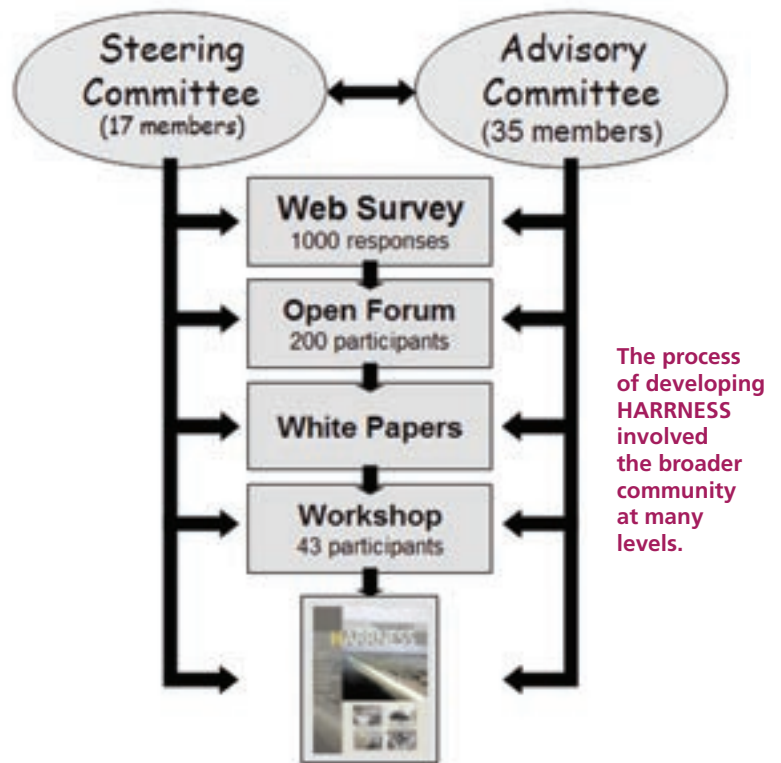 Steering
Committee
(17 members)
Advisory
Committee
(35 members)
Web Survey
1000 responses
Open Forum
200 participants
White Papers
Workshop
43 participants
HARRNESS
The process
of developing
HARRNESS
involved
the broader
community
at many
levels.